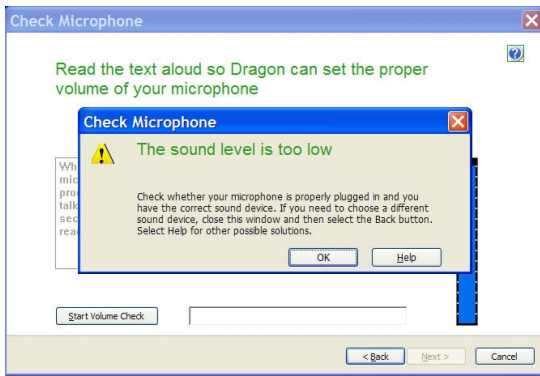 Check Microphone
Read the text aloud so Dragon can set the proper
volume of your microphone
Check Microphone
The sound level is too low
Check whether your microphone is properly plugged in and you
have the correct sound device. If you need to choose a different
sound device, close this window and then select the Back button.
Select Help for other possible solutions.
OK
Help
Start Volume Check
< Back
Next >
Cancel